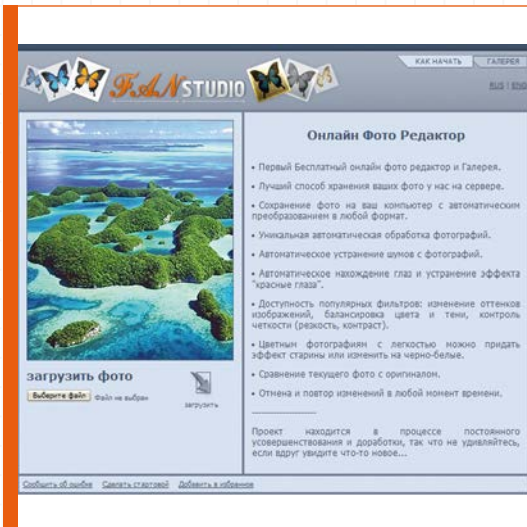 КАК НАЧАТЬ ГАЛЕРЕЯ
FAN STUDIO
RUS | ENG
Онлайн Фото Редактор
• Первый Бесплатный онлайн фото редактор и Галерея.
• Лучший способ хранения ваших фото у нас на сервере.
• Сохранение фото на ваш компьютер с автоматическим
преобразованием в любой формат.
• Уникальная автоматическая обработка фотографий.
• Автоматическое устранение шумов с фотографий.
• Автоматическое нахождение глаз и устранение эффекта
"красные глаза".
• Доступность популярных фильтров: изменение оттенков
изображений, балансировка цвета и тени, контроль
четкости (резкость, контраст).
• Цветным фотографиям с легкостью можно придать
эффект старины или изменить на черно-белые.
• Сравнение текущего фото с оригиналом.
• Отмена и повтор изменений в любой момент времени.
Проект находится в процессе постоянного
усовершенствования и доработки, так что не удивляйтесь,
если вдруг увидите что-то новое...
загрузить фото
Выберите файл Файл не выбран
загрузить
Сообщить об ошибке Сделать стартовой Добавить в избранное